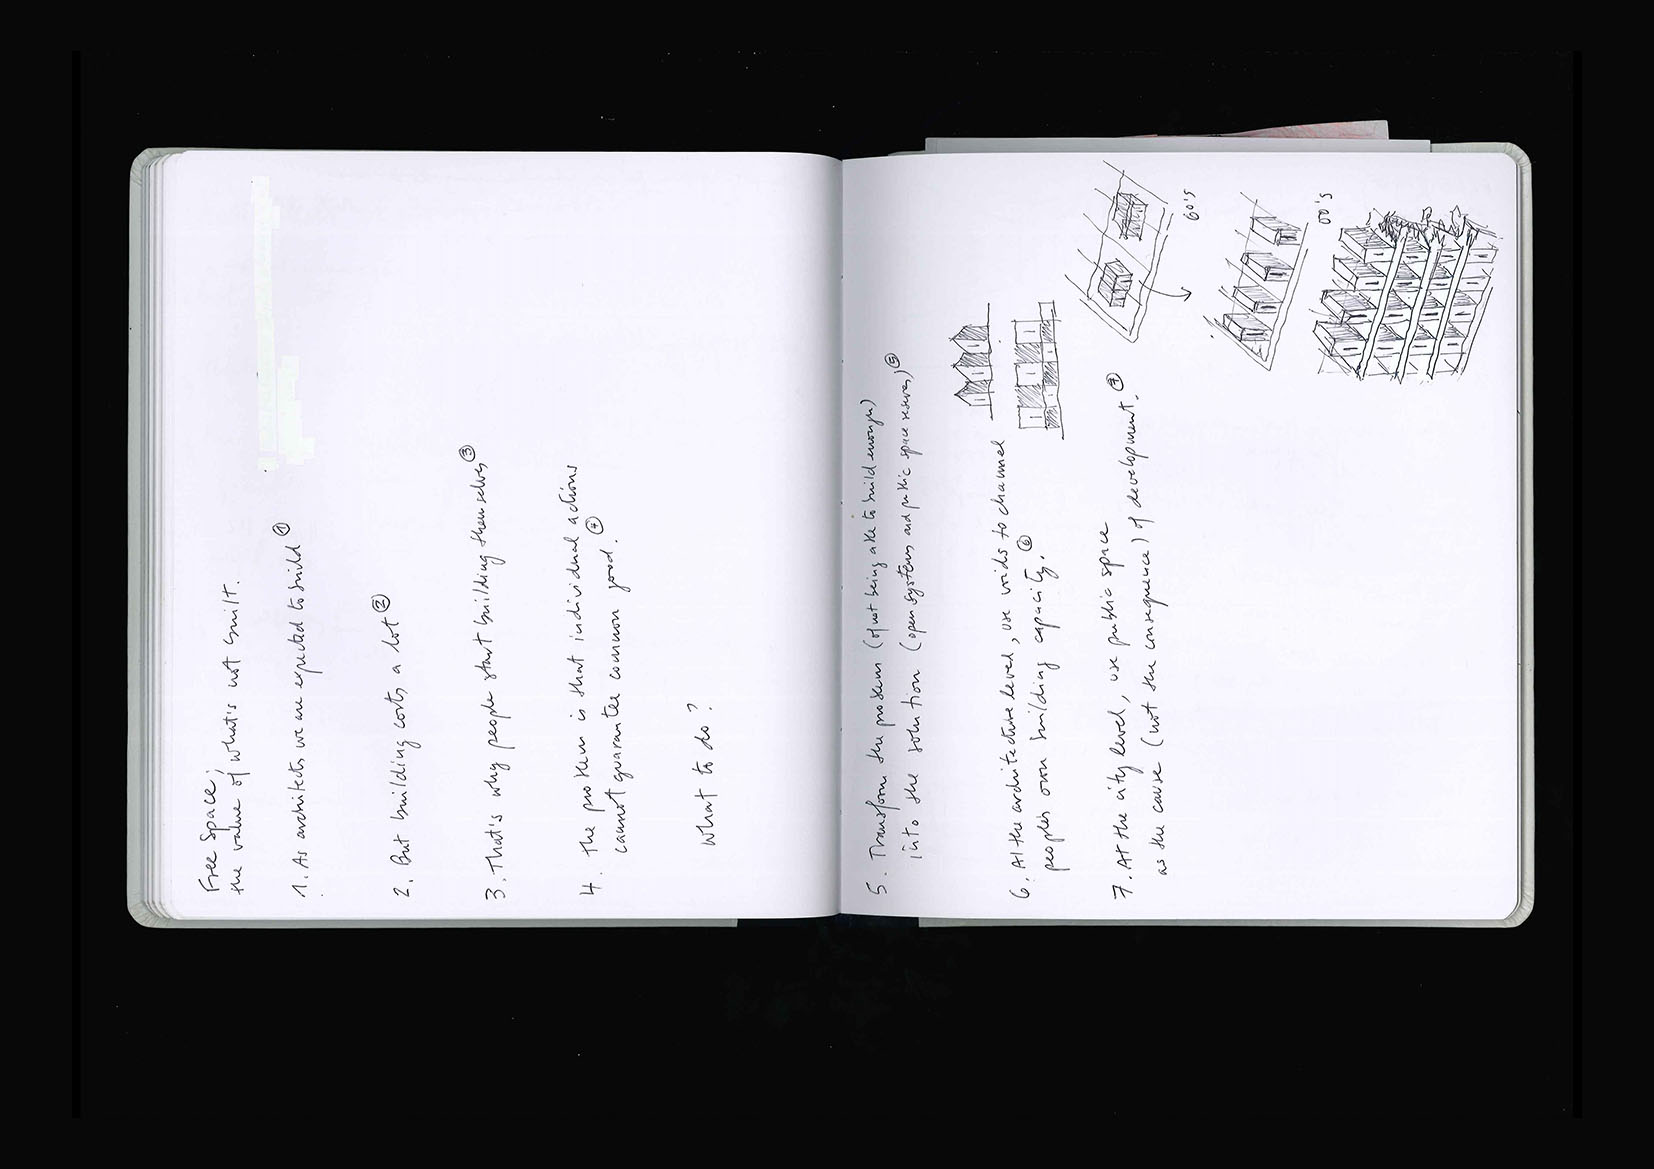 Free Space;
the value of what's not built.
1. As architects we are expected to build ①
2. But building costs a lot ②
3. That's why people start building themselves ③
4. the problem is that individual actions
cannot guarantee common good. ④
What to do?
5. Transform the problem (of not being able to build enough)
into the solution (open systems and public space reserves) ⑤
6. At the architecture level, use voids to channel
peoples own building capacity. ⑥
7. At the city level, use public space
as the cause (not the consequence) of development. ⑦
60's
00's